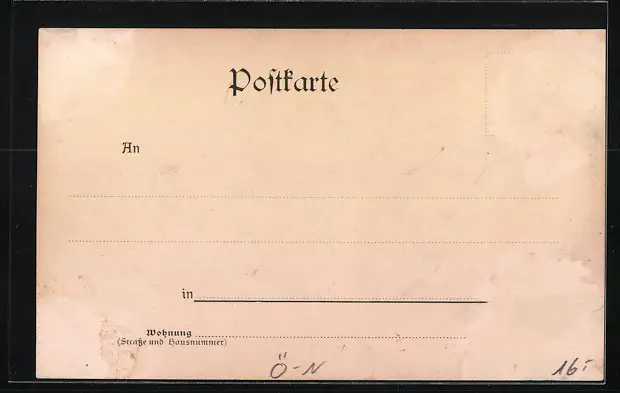 Postkarte
An
in
Wohnung
(Straße und Hausnummer)
Ö-N 16.-